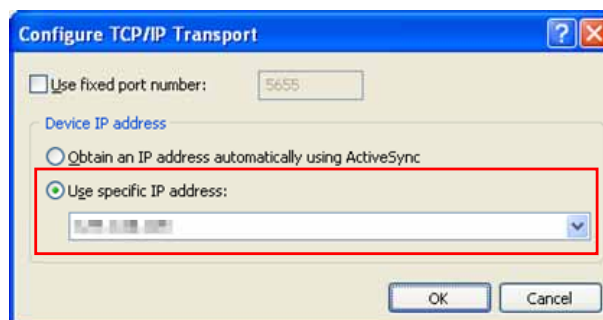 Configure TCP/IP Transport
Use fixed port number: 5655
Device IP address
Obtain an IP address automatically using ActiveSync
Use specific IP address:
OK Cancel